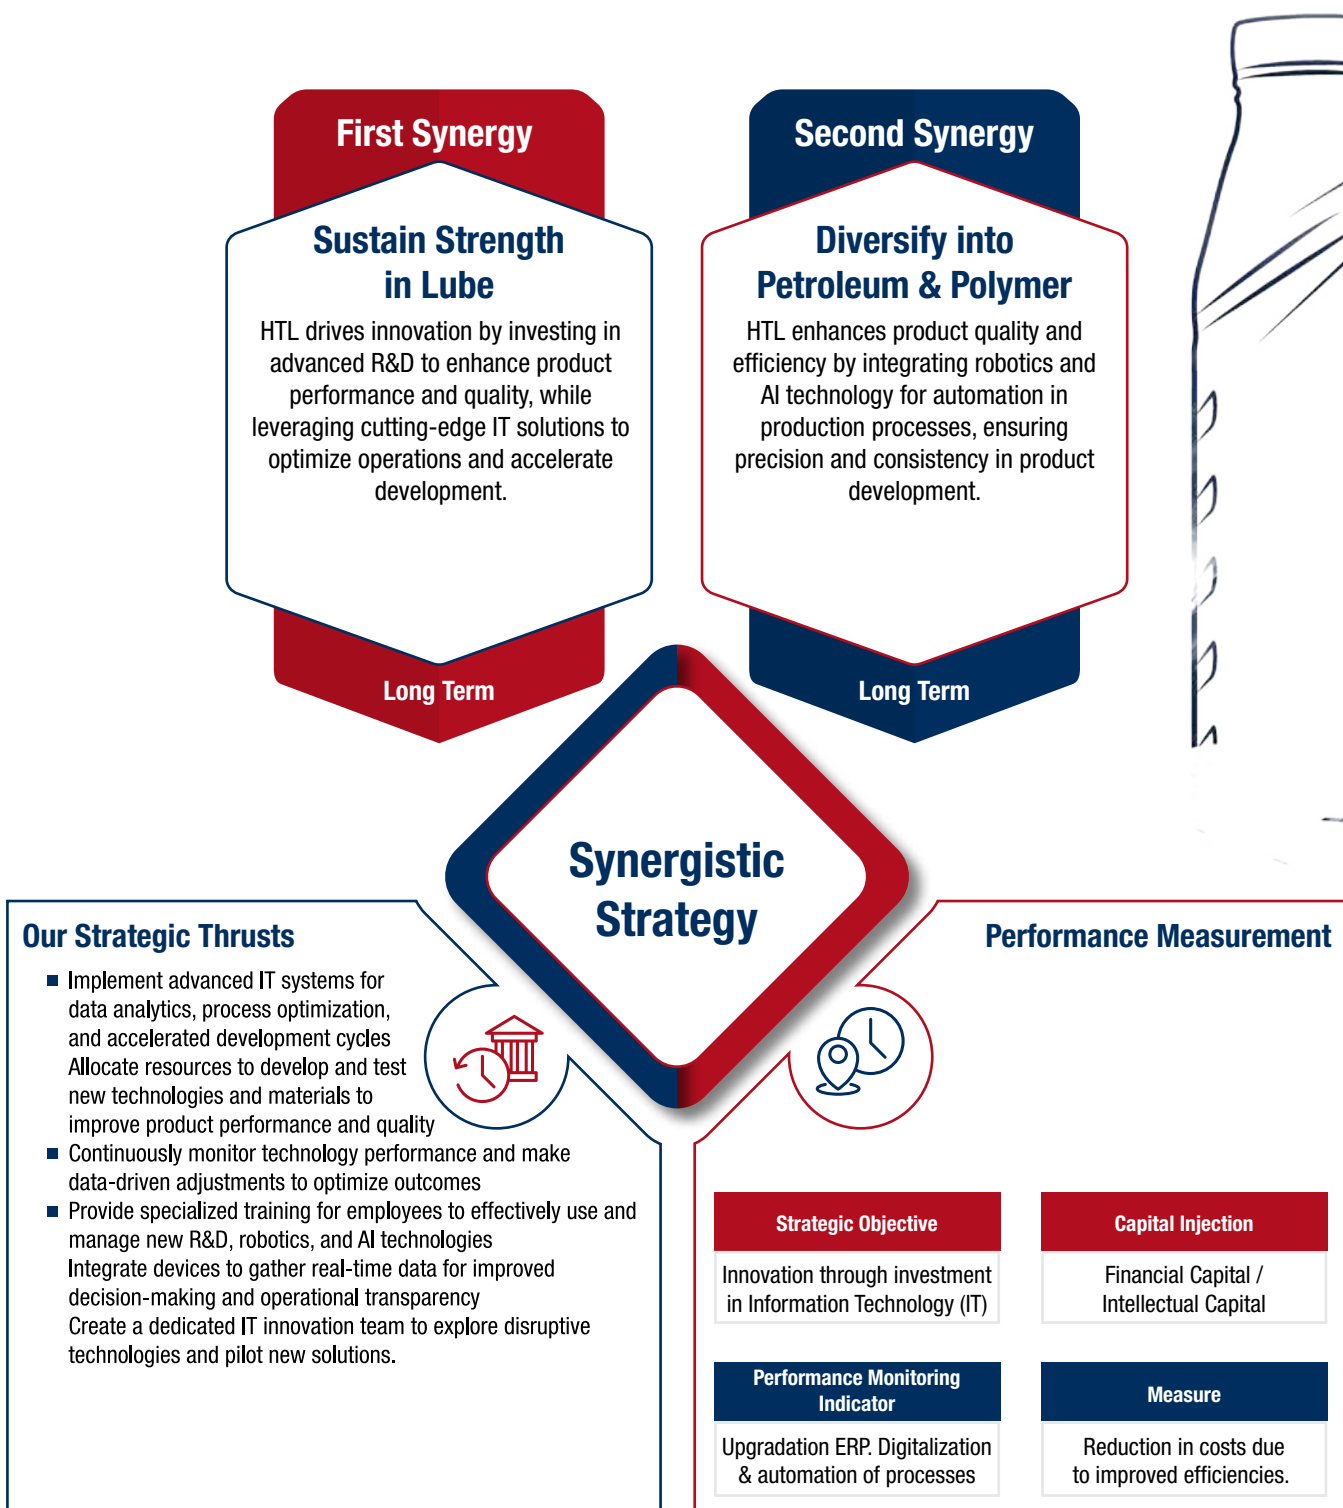 First Synergy
Sustain Strength
in Lube
HTL drives innovation by investing in
advanced R&D to enhance product
performance and quality, while
leveraging cutting-edge IT solutions to
optimize operations and accelerate
development.
Long Term
Second Synergy
Diversify into
Petroleum & Polymer
HTL enhances product quality and
efficiency by integrating robotics and
AI technology for automation in
production processes, ensuring
precision and consistency in product
development.
Long Term
Synergistic
Strategy
Our Strategic Thrusts
Implement advanced IT systems for
data analytics, process optimization,
and accelerated development cycles
Allocate resources to develop and test
new technologies and materials to
improve product performance and quality
Continuously monitor technology performance and make
data-driven adjustments to optimize outcomes
Provide specialized training for employees to effectively use and
manage new R&D, robotics, and AI technologies
Integrate devices to gather real-time data for improved
decision-making and operational transparency
Create a dedicated IT innovation team to explore disruptive
technologies and pilot new solutions.
Performance Measurement
Strategic Objective
Innovation through investment
in Information Technology (IT)
Capital Injection
Financial Capital /
Intellectual Capital
Performance Monitoring
Indicator
Upgradation ERP. Digitalization
& automation of processes
Measure
Reduction in costs due
to improved efficiencies.